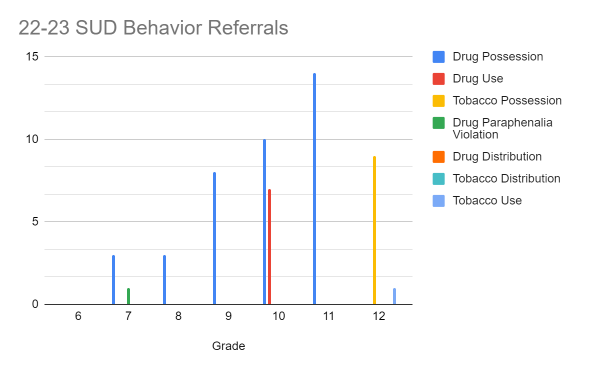 22-23 SUD Behavior Referrals
15
10
5
0
6 7 8 9 10 11 12
Grade
Drug Possession
Drug Use
Tobacco Possession
Drug Paraphenalia
Violation
Drug Distribution
Tobacco Distribution
Tobacco Use